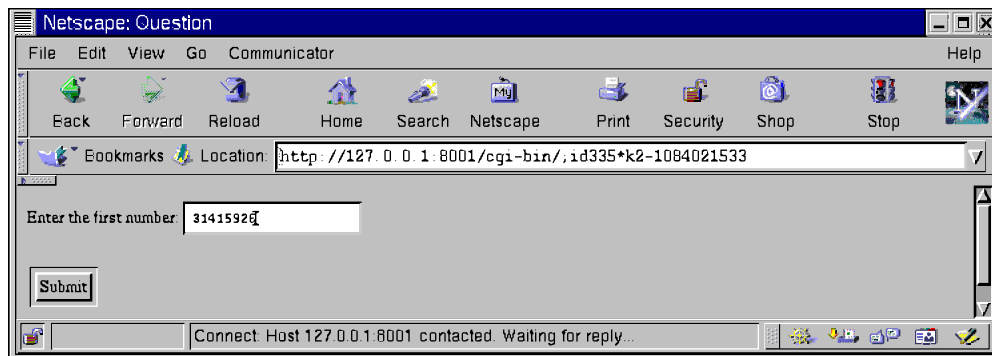 Netscape: Question
File Edit View Go Communicator Help
Back Forward Reload Home Search Netscape Print Security Shop Stop
My
N
Bookmarks Location: http://127.0.0.1:8001/cgi-bin/;id335*k2-1084021533
Enter the first number: 31415926
Submit
Connect: Host 127.0.0.1:8001 contacted. Waiting for reply...